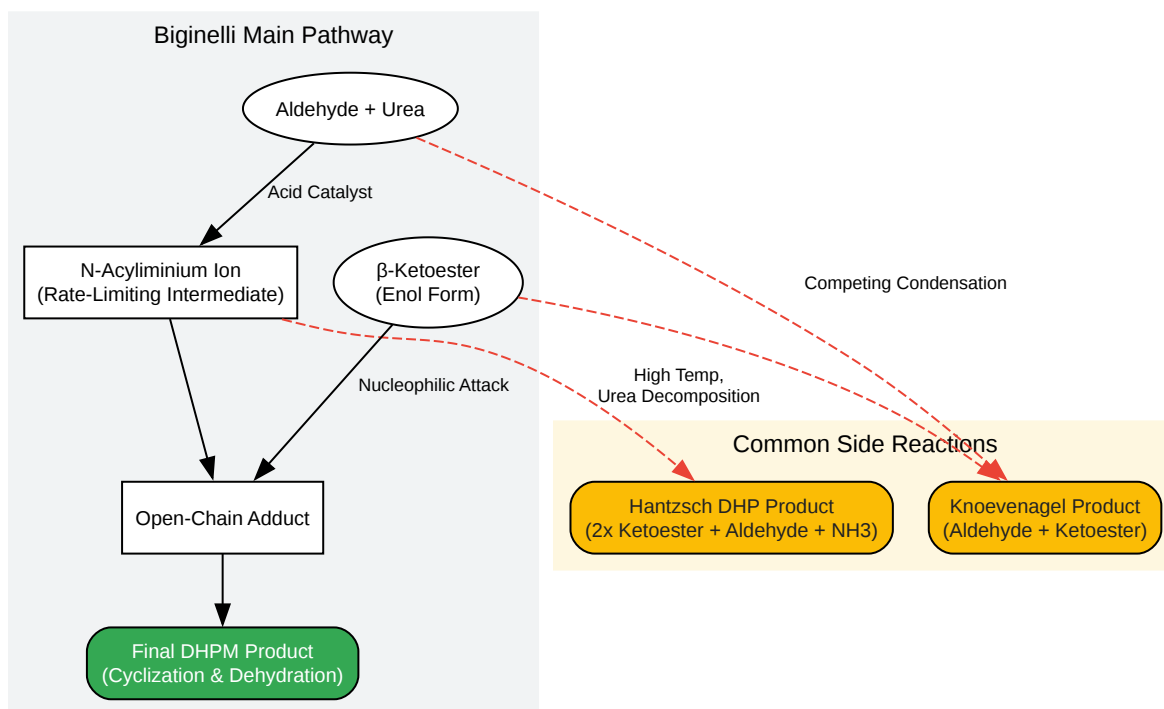 Biginelli Main Pathway
Aldehyde + Urea
Acid Catalyst
N-Acyliminium Ion
(Rate-Limiting Intermediate)
β-Ketoester
(Enol Form)
Competing Condensation
Nucleophilic Attack
High Temp,
Urea Decomposition
Common Side Reactions
Open-Chain Adduct
Hantzsch DHP Product
(2x Ketoester + Aldehyde + NH3)
Knoevenagel Product
(Aldehyde + Ketoester)
Final DHPM Product
(Cyclization & Dehydration)